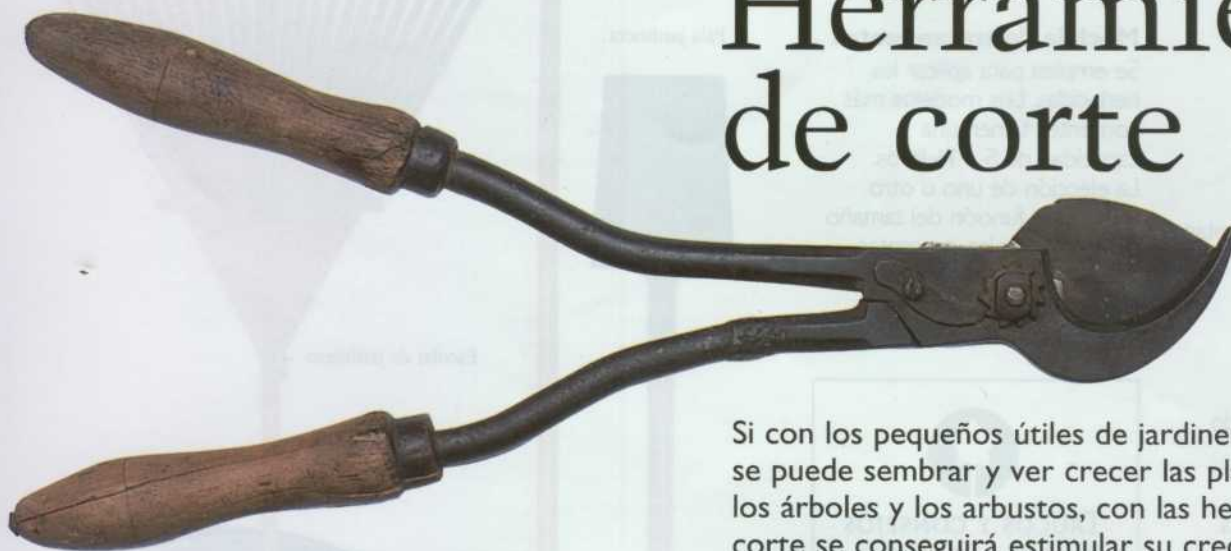 Herramie
de corte
Si con los pequeños útiles de jardine
se puede sembrar y ver crecer las pl
los árboles y los arbustos, con las he
corte se conseguirá estimular su crec